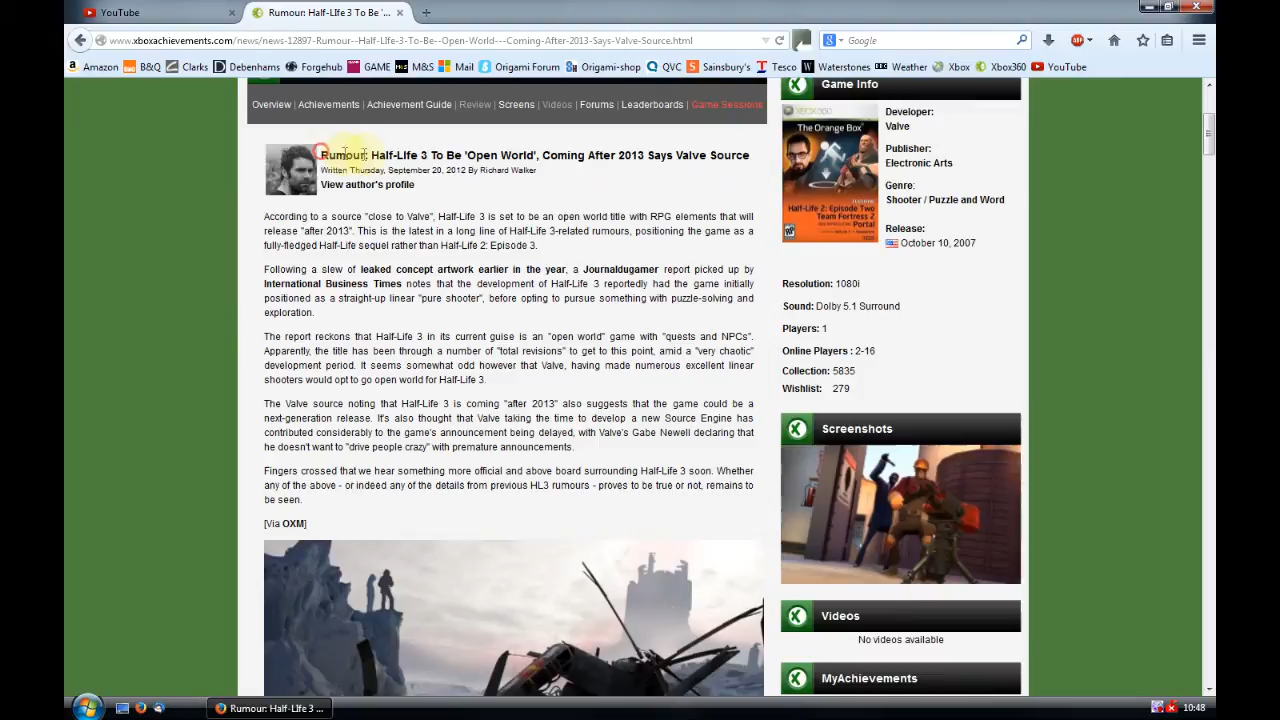 YouTube
Rumour: Half-LIfe 3 To Be '...
www.xboxachievements.com/news/news-12897-Rumour--Half-LIfe-3-To-Be--Open-World---Coming-After-2013-Says-Valve-Source.html
Google
Amazon B&Q Clarks Debenhams Forgehub GAME M&S Mail Origami Forum Origami-shop QVC Sainsbury's Tesco Waterstones Weather Xbox Xbox360 YouTube
Overview | Achievements | Achievement Guide | Review | Screens | Videos | Forums | Leaderboards | Game Sessions
Rumour: Half-LIfe 3 To Be 'Open World', Coming After 2013 Says Valve Source
Written Thursday, September 20, 2012 By Richard Walker
View author's profile
According to a source "close to Valve", Half-Life 3 is set to be an open world title with RPG elements that will
release "after 2013". This is the latest in a long line of Half-Life 3-related rumours, positioning the game as a
fully-fledged Half-Life sequel rather than Half-Life 2: Episode 3.
Following a slew of leaked concept artwork earlier in the year, a Journaldugamer report picked up by
International Business Times notes that the development of Half-Life 3 reportedly had the game initially
positioned as a straight-up linear "pure shooter", before opting to pursue something with puzzle-solving and
exploration.
The report reckons that Half-Life 3 in its current guise is an "open world" game with "quests and NPCs".
Apparently, the title has been through a number of "total revisions" to get to this point, amid a "very chaotic"
development period. It seems somewhat odd however that Valve, having made numerous excellent linear
shooters would opt to go open world for Half-Life 3.
The Valve source noting that Half-Life 3 is coming "after 2013" also suggests that the game could be a
next-generation release. It's also thought that Valve taking the time to develop a new Source Engine has
contributed considerably to the game's announcement being delayed, with Valve's Gabe Newell declaring that
he doesn't want to "drive people crazy" with premature announcements.
Fingers crossed that we hear something more official and above board surrounding Half-Life 3 soon. Whether
any of the above - or indeed any of the details from previous HL3 rumours - proves to be true or not, remains to
be seen.
[Via OXM]
Game Info
XBOX 360
The Orange Box
Half-Life 2: Episode Two
Team Fortress 2
Portal
Developer:
Valve
Publisher:
Electronic Arts
Genre:
Shooter / Puzzle and Word
Release:
October 10, 2007
Resolution: 1080i
Sound: Dolby 5.1 Surround
Players: 1
Online Players : 2-16
Collection: 5835
Wishlist: 279
Screenshots
Videos
No videos available
MyAchievements
Rumour: Half-LIfe 3 ...
10:48